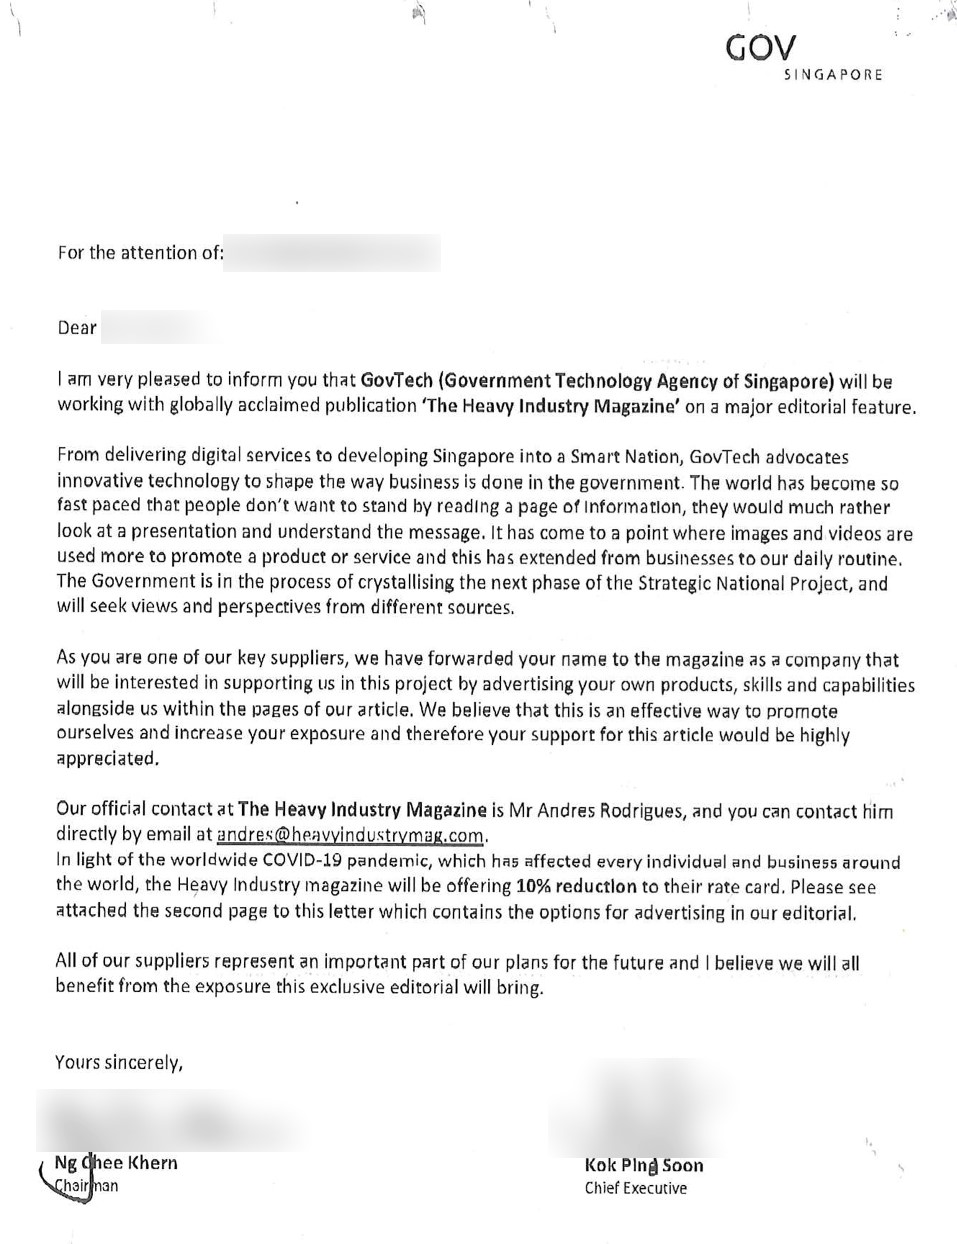 GOV
SINGAPORE
For the attention of:
Dear
I am very pleased to inform you that GovTech (Government Technology Agency of Singapore) will be
working with globally acclaimed publication ‘The Heavy Industry Magazine’ on a major editorial feature.
From delivering digital services to developing Singapore into a Smart Nation, GovTech advocates
innovative technology to shape the way business is done in the government. The world has become so
fast paced that people don’t want to stand by reading a page of information, they would much rather
look at a presentation and understand the message. It has come to a point where images and videos are
used more to promote a product or service and this has extended from businesses to our daily routine.
The Government is in the process of crystallising the next phase of the Strategic National Project, and
will seek views and perspectives from different sources.
As you are one of our key suppliers, we have forwarded your name to the magazine as a company that
will be interested in supporting us in this project by advertising your own products, skills and capabilities
alongside us within the pages of our article. We believe that this is an effective way to promote
ourselves and increase your exposure and therefore your support for this article would be highly
appreciated.
Our official contact at The Heavy Industry Magazine is Mr Andres Rodrigues, and you can contact him
directly by email at andres@heavyindustrymag.com.
In light of the worldwide COVID-19 pandemic, which has affected every individual and business around
the world, the Heavy Industry magazine will be offering 10% reduction to their rate card. Please see
attached the second page to this letter which contains the options for advertising in our editorial.
All of our suppliers represent an important part of our plans for the future and I believe we will all
benefit from the exposure this exclusive editorial will bring.
Yours sincerely,
Ng Chee Khern
Chairman
Kok Ping Soon
Chief Executive